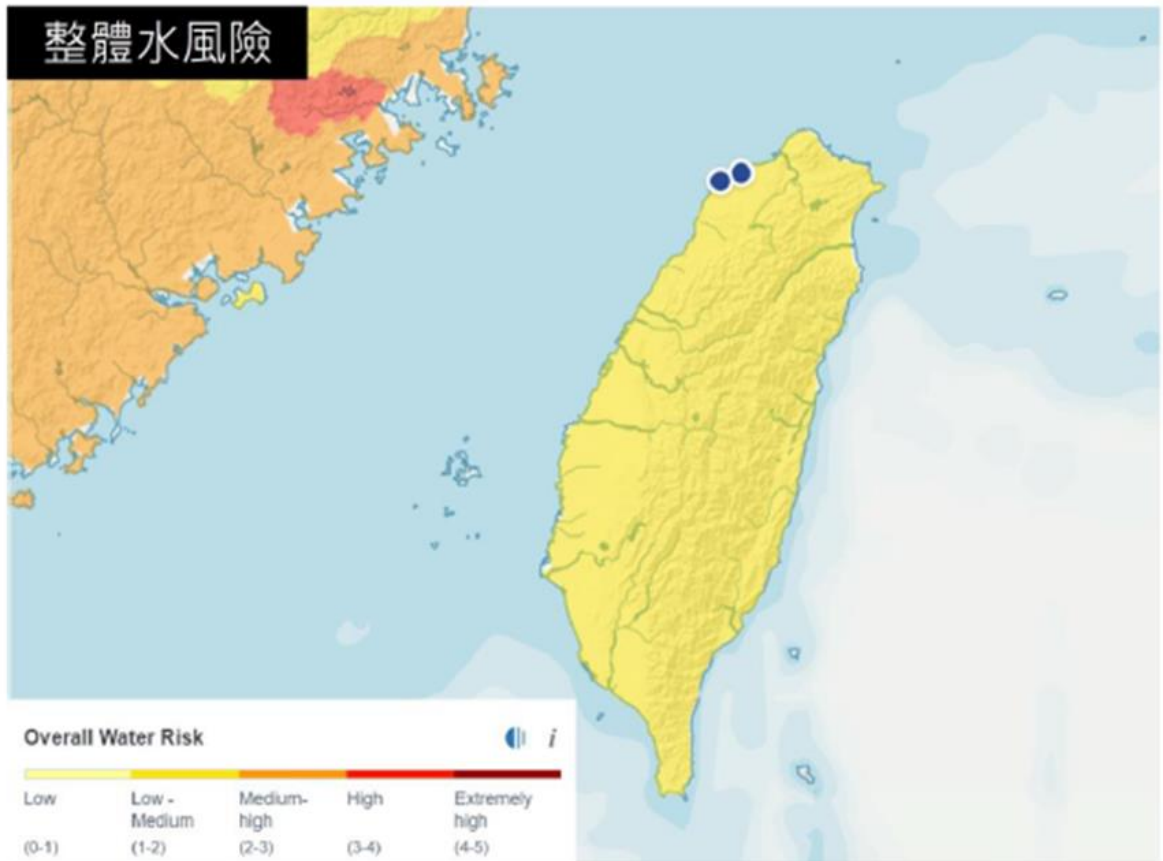 整體水風險
Overall Water Risk
i
Low
Low -
Medium
Medium-
high
High
Extremely
high
(0-1)
(1-2)
(2-3)
(3-4)
(4-5)